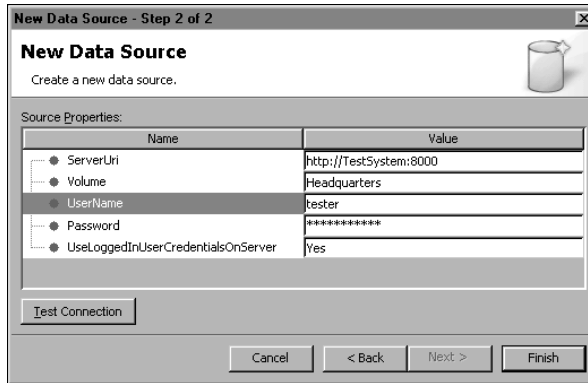 New Data Source - Step 2 of 2
New Data Source
Create a new data source.
Source Properties:
Name Value
ServerUri http://TestSystem:8000
Volume Headquarters
UserName tester
Password ***********
UseLoggedInUserCredentialsOnServer Yes
Test Connection
Cancel < Back Next > Finish